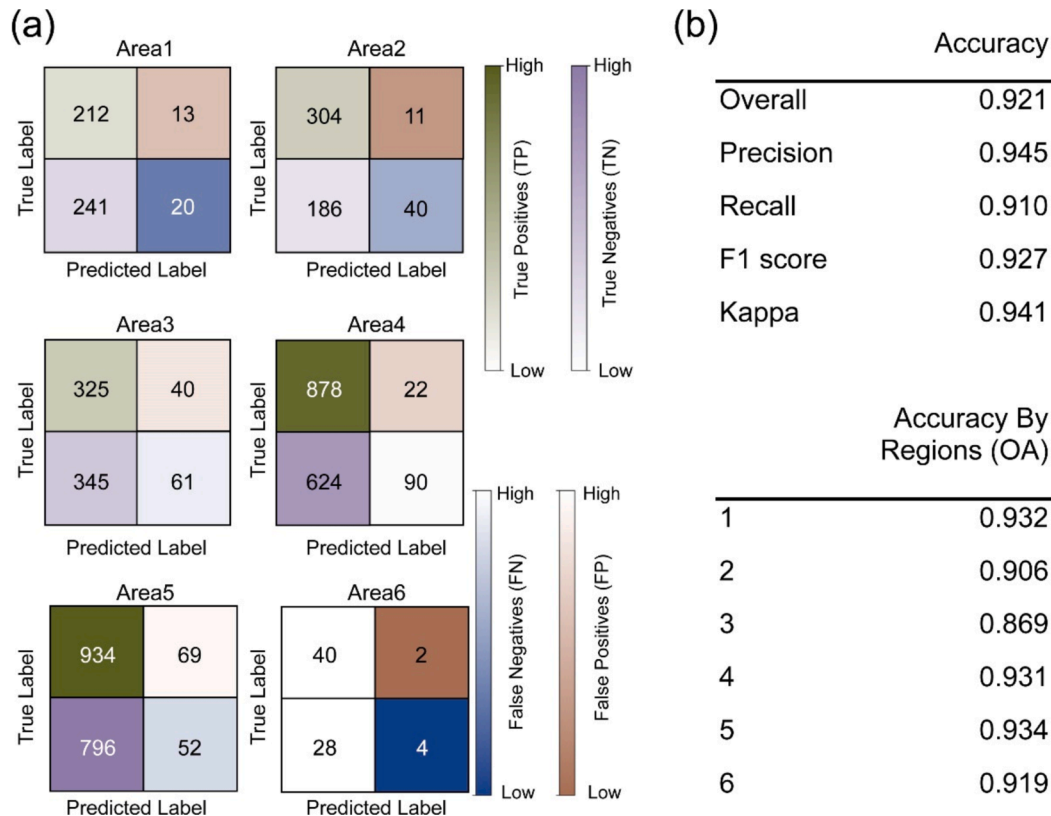 (a)
Area1
True Label
212 13
241 20
Predicted Label
Area2
True Label
304 11
186 40
Predicted Label
High
True Positives (TP)
Low
High
True Negatives (TN)
Low
Area3
True Label
325 40
345 61
Predicted Label
Area4
True Label
878 22
624 90
Predicted Label
Area5
True Label
934 69
796 52
Predicted Label
Area6
True Label
40 2
28 4
Predicted Label
High
False Negatives (FN)
Low
High
False Positives (FP)
Low
(b)
Accuracy
Overall 0.921
Precision 0.945
Recall 0.910
F1 score 0.927
Kappa 0.941
Accuracy By
Regions (OA)
1 0.932
2 0.906
3 0.869
4 0.931
5 0.934
6 0.919